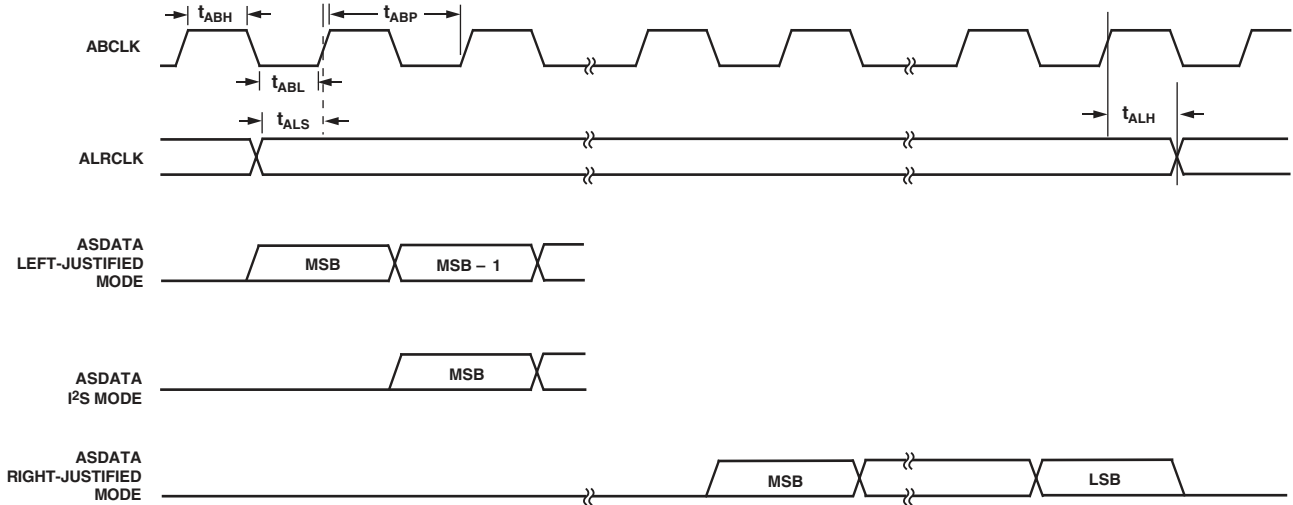 tABH
tABP
ABCLK
tABL
tALS
tALH
ALRCLK
ASDATA
LEFT-JUSTIFIED
MODE
MSB
MSB – 1
ASDATA
I²S MODE
MSB
ASDATA
RIGHT-JUSTIFIED
MODE
MSB
LSB